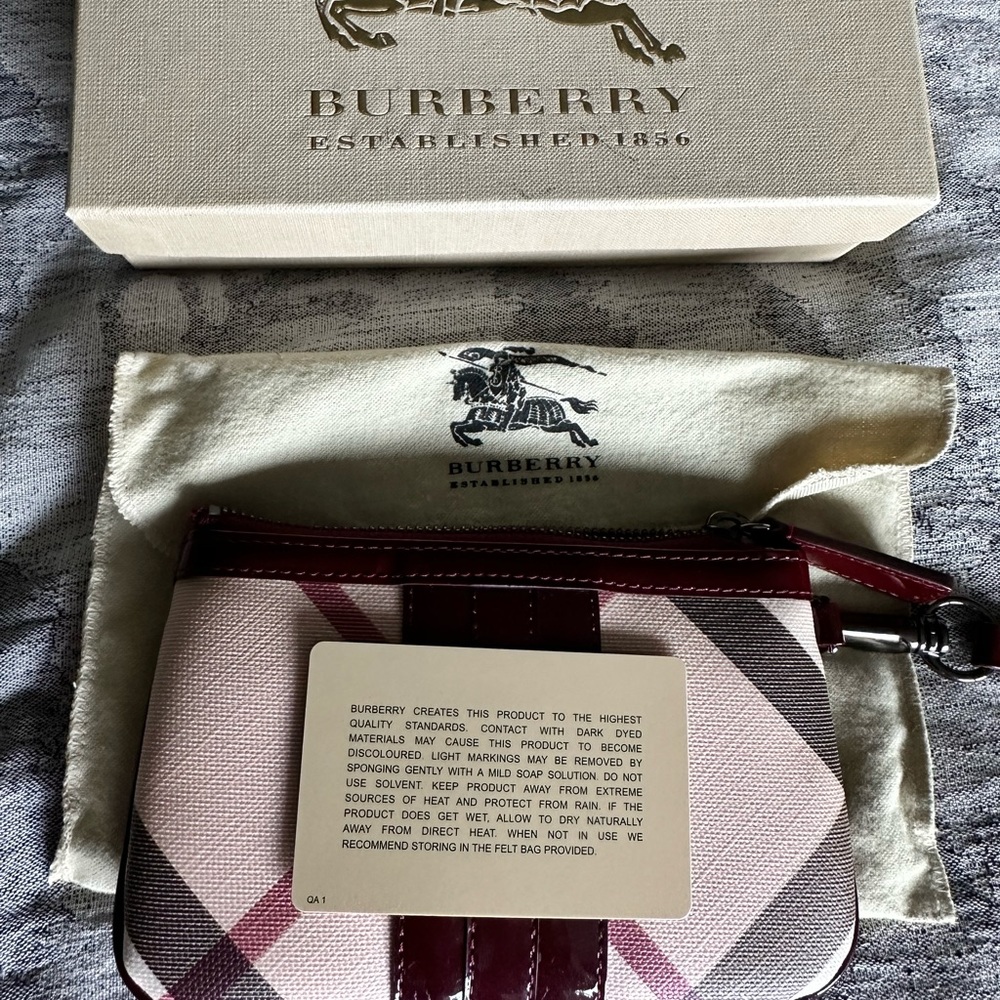 BURBERRY
ESTABLISHED 1856
BURBERRY
ESTABLISHED 1856
BURBERRY CREATES THIS PRODUCT TO THE HIGHEST
QUALITY STANDARDS. CONTACT WITH DARK DYED
MATERIALS MAY CAUSE THIS PRODUCT TO BECOME
DISCOLOURED. LIGHT MARKINGS MAY BE REMOVED BY
SPONGING GENTLY WITH A MILD SOAP SOLUTION. DO NOT
USE SOLVENT. KEEP PRODUCT AWAY FROM EXTREME
SOURCES OF HEAT AND PROTECT FROM RAIN. IF THE
PRODUCT DOES GET WET, ALLOW TO DRY NATURALLY
AWAY FROM DIRECT HEAT. WHEN NOT IN USE WE
RECOMMEND STORING IN THE FELT BAG PROVIDED.
QA 1